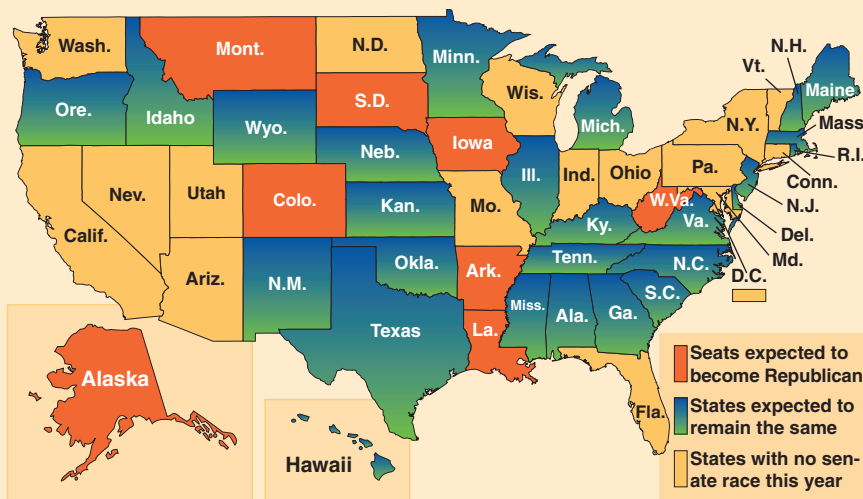 N.H.
Vt.
Wash.
Mont.
N.D.
Minn.
Maine
S.D.
Wis.
Ore.
Idaho
Wyo.
Mich.
N.Y.
Mass
Iowa
R.I.
Neb.
Ill.
Ind.
Ohio
Pa.
Conn.
Nev.
Utah
Colo.
W.Va.
N.J.
Calif.
Kan.
Mo.
Ky.
Va.
Del.
Md.
Ariz.
N.M.
Okla.
Ark.
Tenn.
N.C.
D.C.
S.C.
Texas
La.
Miss.
Ala.
Ga.
Alaska
Hawaii
Fla.
Seats expected to
become Republican
States expected to
remain the same
States with no sen-
ate race this year